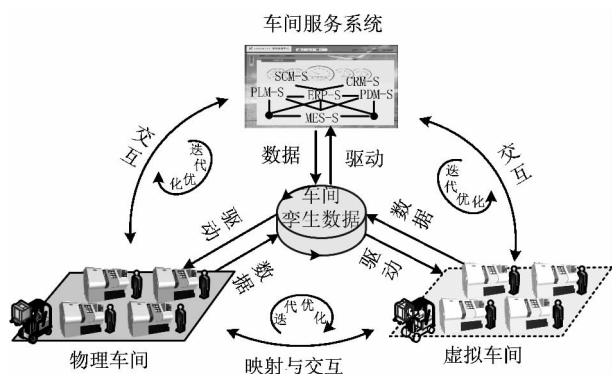 车间服务系统
SCM-S
CRM-S
PLM-S
ERP-S
PDM-S
MES-S
交互
迭代优化
数据
驱动
交互
迭代优化
车间
孪生数据
驱动
数据
数据
驱动
迭代优化
物理车间
映射与交互
虚拟车间